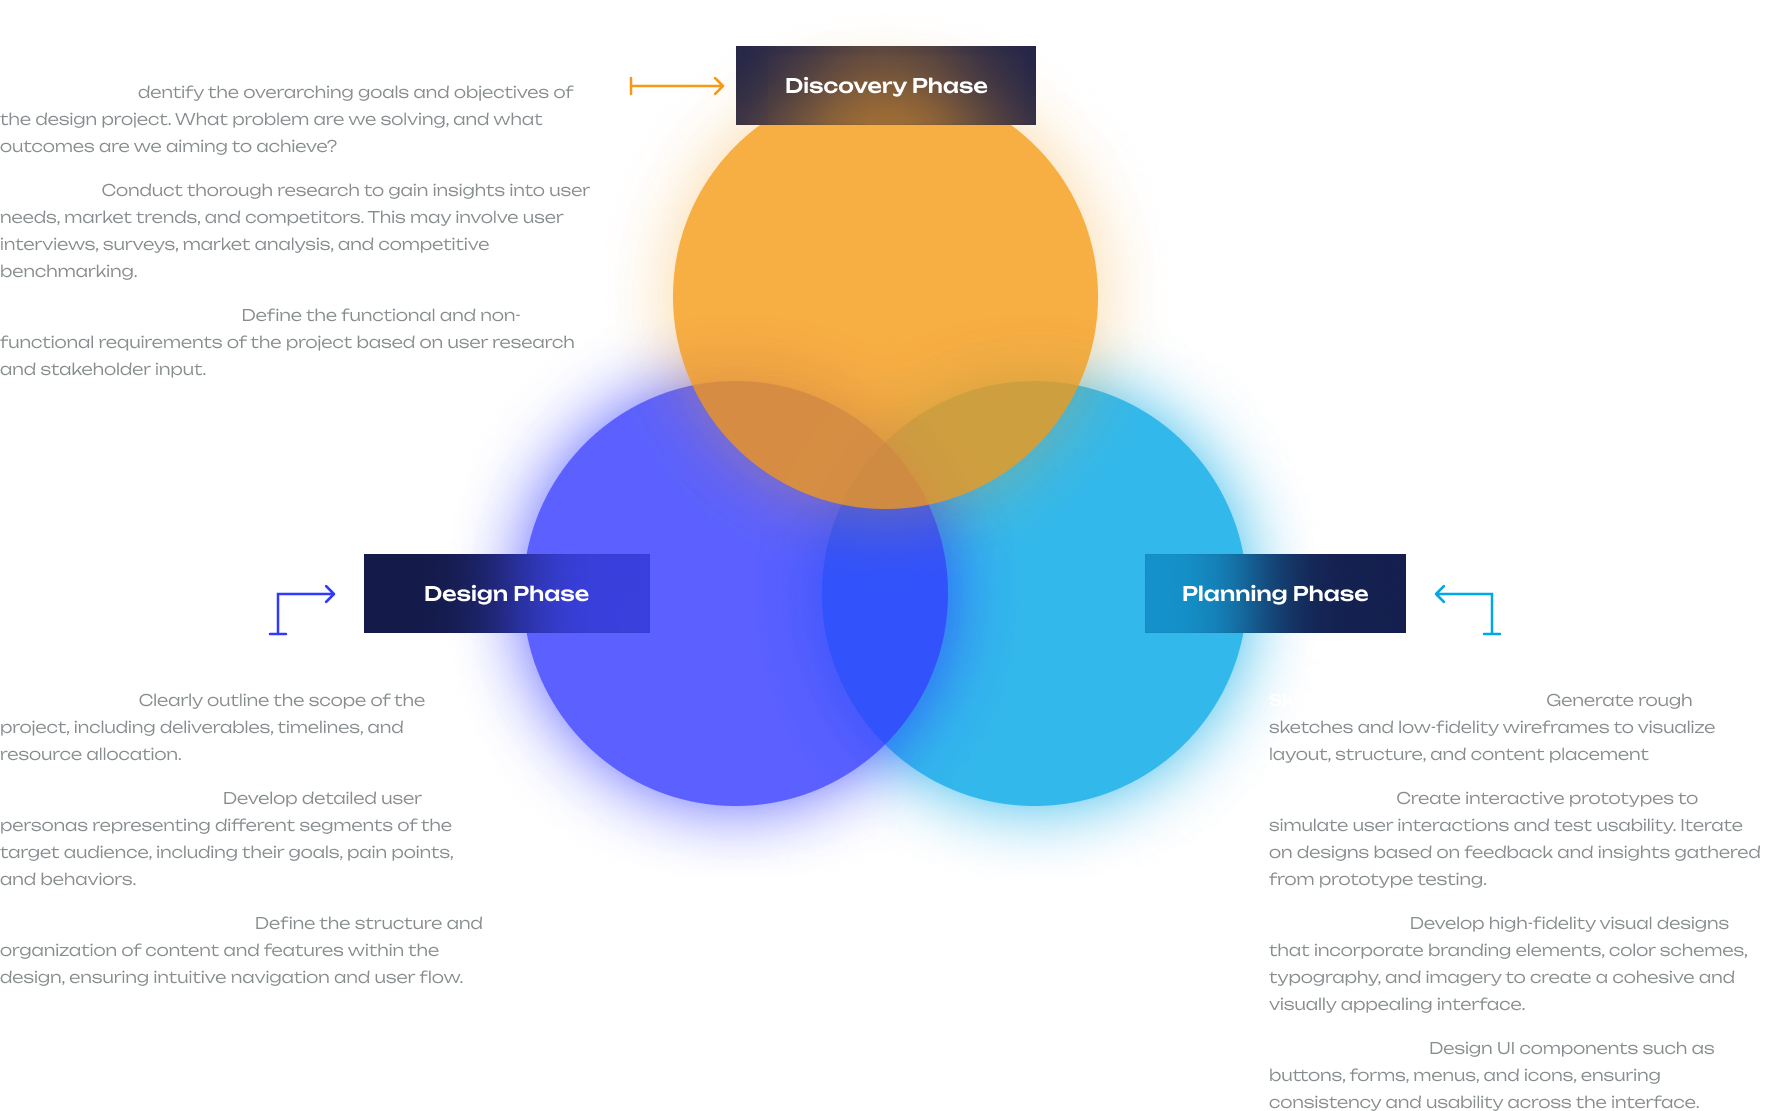 Discovery Phase
dentify the overarching goals and objectives of
the design project. What problem are we solving, and what
outcomes are we aiming to achieve?
Conduct thorough research to gain insights into user
needs, market trends, and competitors. This may involve user
interviews, surveys, market analysis, and competitive
benchmarking.
Define the functional and non-
functional requirements of the project based on user research
and stakeholder input.
Design Phase
Clearly outline the scope of the
project, including deliverables, timelines, and
resource allocation.
Develop detailed user
personas representing different segments of the
target audience, including their goals, pain points,
and behaviors.
Define the structure and
organization of content and features within the
design, ensuring intuitive navigation and user flow.
Planning Phase
Generate rough
sketches and low-fidelity wireframes to visualize
layout, structure, and content placement
Create interactive prototypes to
simulate user interactions and test usability. Iterate
on designs based on feedback and insights gathered
from prototype testing.
Develop high-fidelity visual designs
that incorporate branding elements, color schemes,
typography, and imagery to create a cohesive and
visually appealing interface.
Design UI components such as
buttons, forms, menus, and icons, ensuring
consistency and usability across the interface.